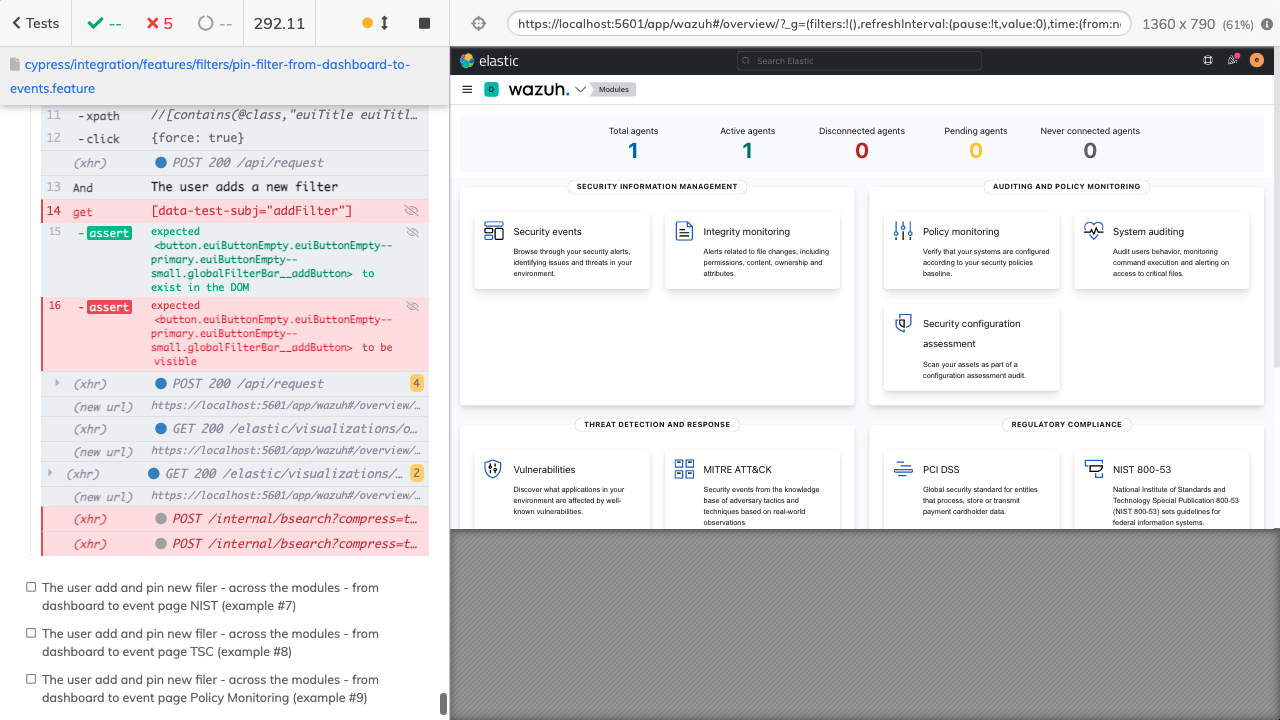 Tests
--
5
--
292.11
https://localhost:5601/app/wazuh#/overview/?_g=(filters:!(),refreshInterval:(pause:!t,value:0),time:(from:n
1360 x 790 (61%)
cypress/integration/features/filters/pin-filter-from-dashboard-to-
events.feature
11 -xpath //[contains(@class,"euiTitle euiTitl…
12 -click {force: true}
(xhr) POST 200 /api/request
13 And The user adds a new filter
14 get [data-test-subj="addFilter"]
15 -assert expected
<button.euiButtonEmpty.euiButtonEmpty--
primary.euiButtonEmpty--
small.globalFilterBar__addButton> to
exist in the DOM
16 -assert expected
<button.euiButtonEmpty.euiButtonEmpty--
primary.euiButtonEmpty--
small.globalFilterBar__addButton> to be
visible
(xhr) POST 200 /api/request 4
(new url) https://localhost:5601/app/wazuh#/overview/…
(xhr) GET 200 /elastic/visualizations/o…
(new url) https://localhost:5601/app/wazuh#/overview/…
(xhr) GET 200 /elastic/visualizations/… 2
(new url) https://localhost:5601/app/wazuh#/overview/…
(xhr) POST /internal/bsearch?compress=t…
(xhr) POST /internal/bsearch?compress=t…
The user add and pin new filer - across the modules - from
dashboard to event page NIST (example #7)
The user add and pin new filer - across the modules - from
dashboard to event page TSC (example #8)
The user add and pin new filer - across the modules - from
dashboard to event page Policy Monitoring (example #9)
elastic
Search Elastic
e
D
wazuh.
Modules
Total agents
1
Active agents
1
Disconnected agents
0
Pending agents
0
Never connected agents
0
SECURITY INFORMATION MANAGEMENT
Security events
Browse through your security alerts,
identifying issues and threats in your
environment.
Integrity monitoring
Alerts related to file changes, including
permissions, content, ownership and
attributes.
AUDITING AND POLICY MONITORING
Policy monitoring
Verify that your systems are configured
according to your security policies
baseline.
System auditing
Audit users behavior, monitoring
command execution and alerting on
access to critical files.
Security configuration
assessment
Scan your assets as part of a
configuration assessment audit.
THREAT DETECTION AND RESPONSE
Vulnerabilities
Discover what applications in your
environment are affected by well-
known vulnerabilities.
MITRE ATT&CK
Security events from the knowledge
base of adversary tactics and
techniques based on real-world
observations
REGULATORY COMPLIANCE
PCI DSS
Global security standard for entities
that process, store or transmit
payment cardholder data.
NIST 800-53
National Institute of Standards and
Technology Special Publication 800-53
(NIST 800-53) sets guidelines for
federal information systems.